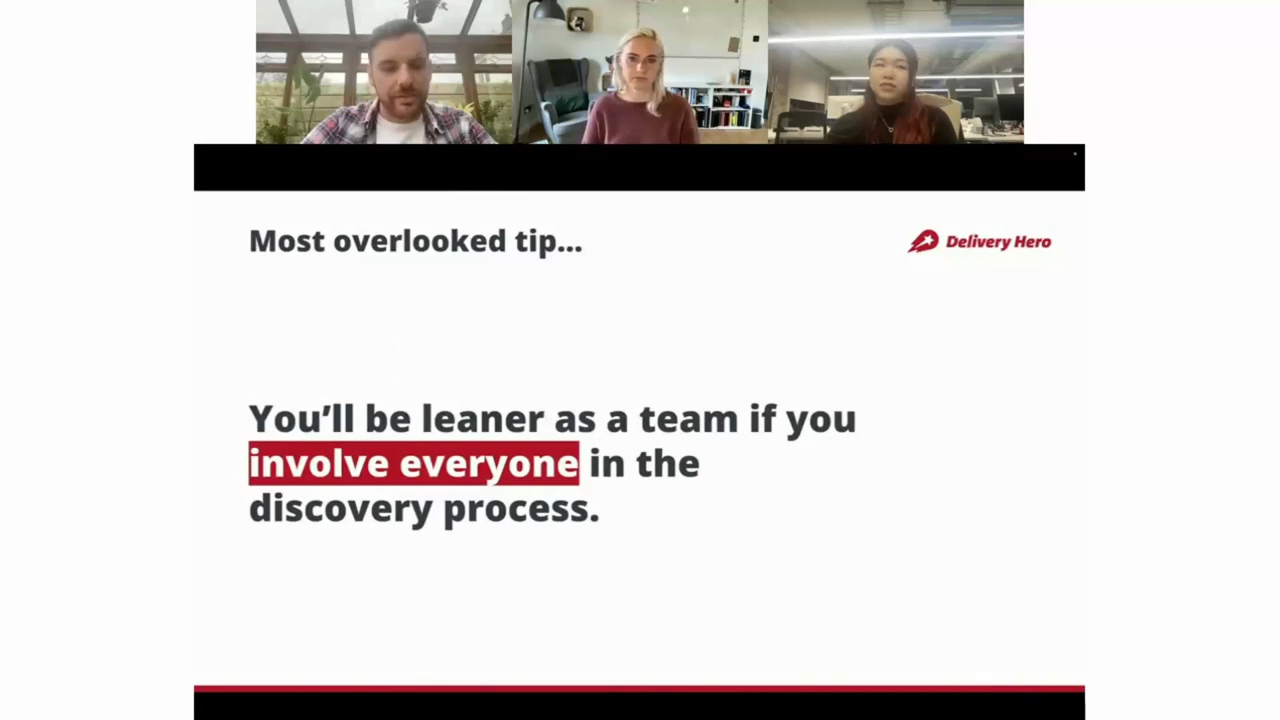 Most overlooked tip...
Delivery Hero
You'll be leaner as a team if you
involve everyone in the
discovery process.